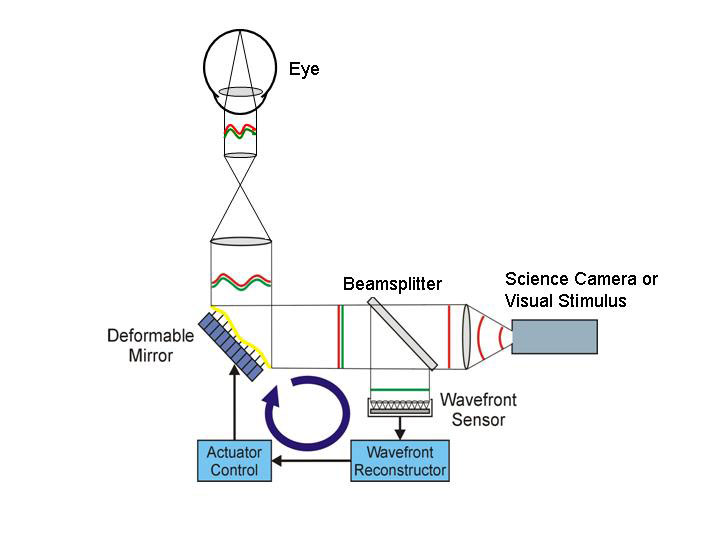 Eye
Beamsplitter
Science Camera or
Visual Stimulus
Deformable
Mirror
Wavefront
Sensor
Actuator
Control
Wavefront
Reconstructor